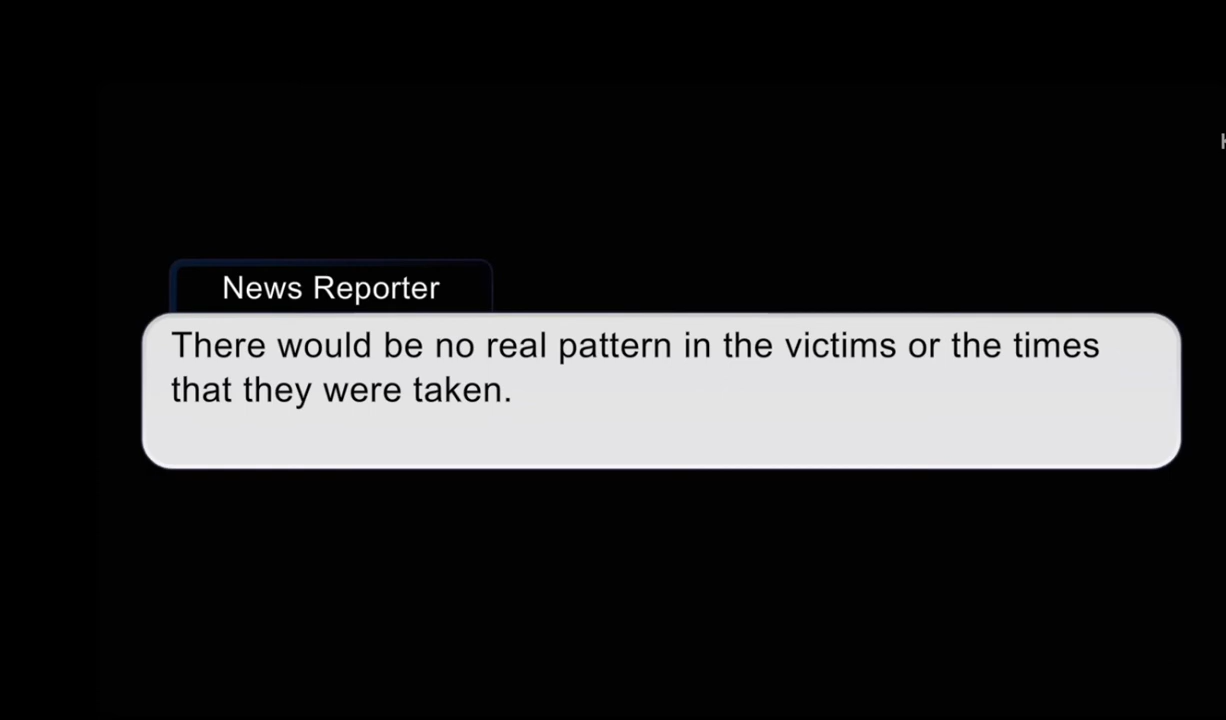 News Reporter
There would be no real pattern in the victims or the times
that they were taken.